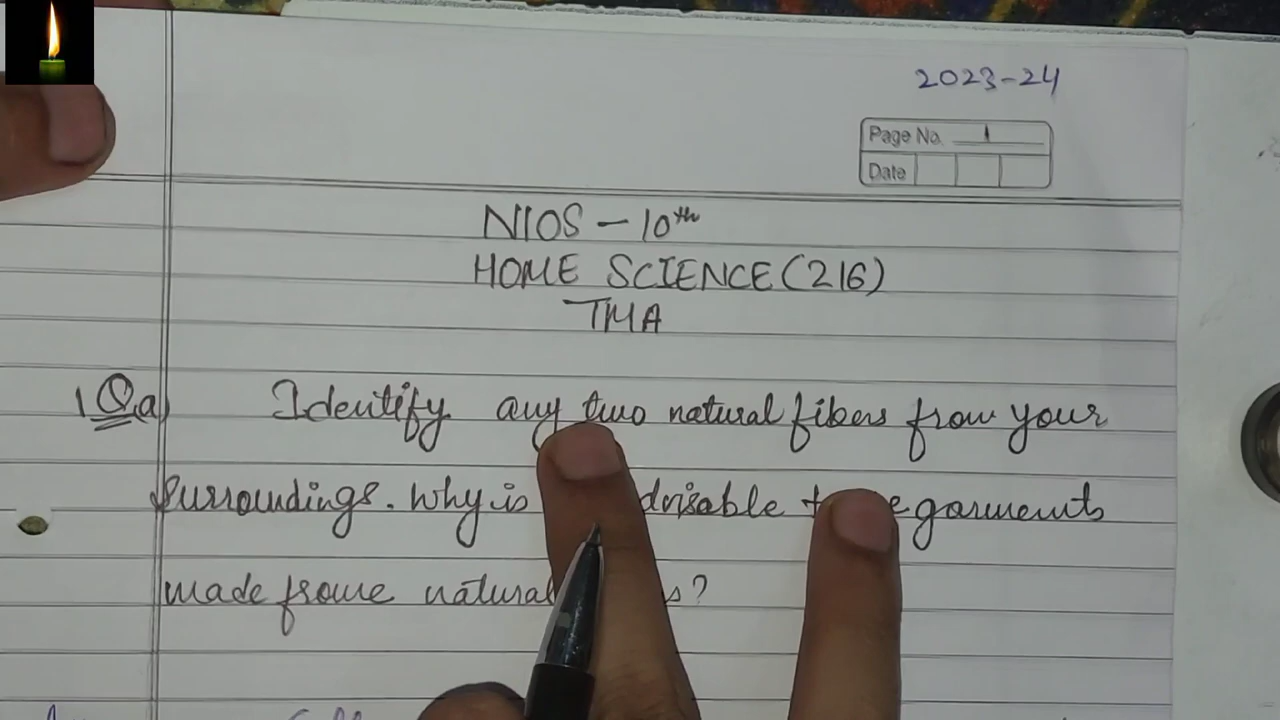 2023-24
Page No. 1
Date
NIOS - 10th
HOME SCIENCE (216)
TMA
1Q.a) Identify any two natural fibers from your
surroundings. Why is advisable garments
made frome natural